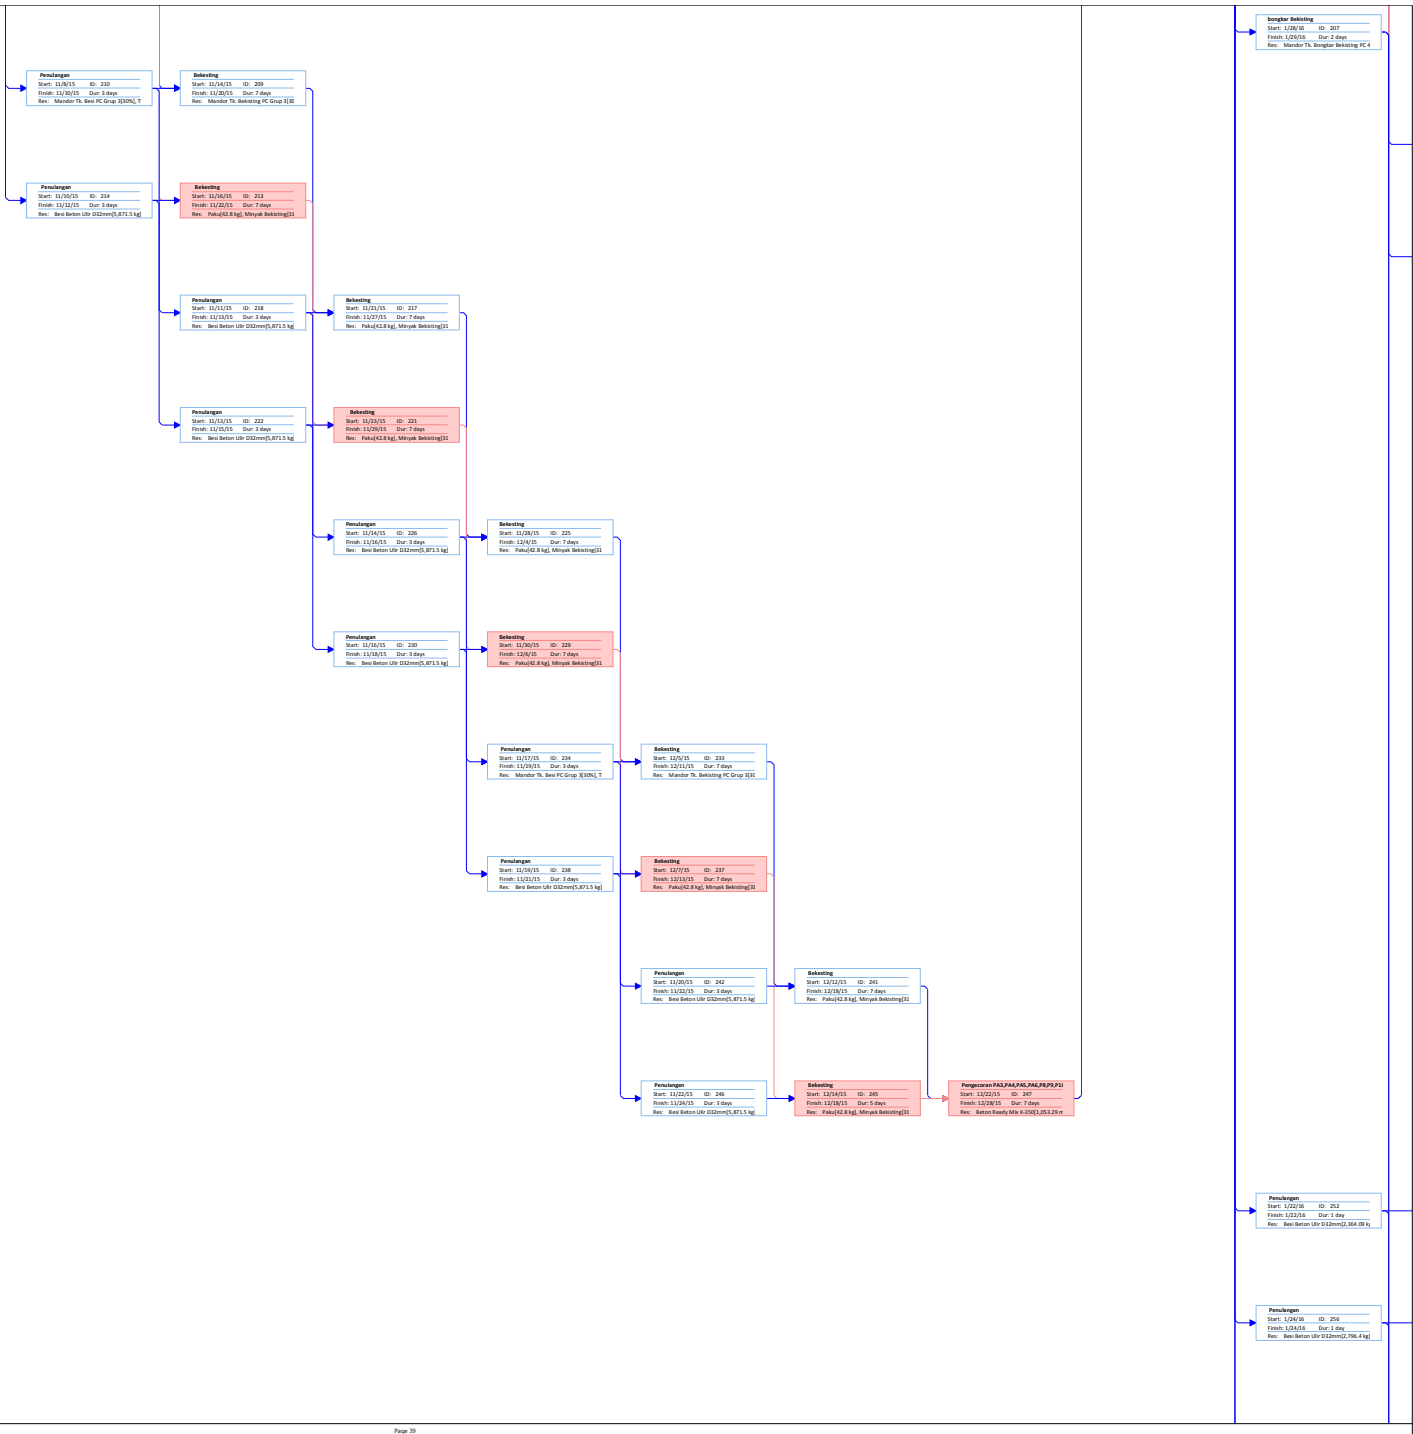 bongkar Bekisting
Start: 1/28/16 ID: 207
Finish: 1/29/16 Dur: 2 days
Res: Mandor Tk. Bongkar Bekisting PC 4
Penulangan
Start: 11/8/15 ID: 210
Finish: 11/10/15 Dur: 3 days
Res: Mandor Tk. Besi PC Grup 3[30%], T
Bekesting
Start: 11/14/15 ID: 209
Finish: 11/20/15 Dur: 7 days
Res: Mandor Tk. Bekisting PC Grup 3[30
Penulangan
Start: 11/10/15 ID: 214
Finish: 11/12/15 Dur: 3 days
Res: Besi Beton Ulir D32mm[5,871.5 kg]
Bekesting
Start: 11/16/15 ID: 213
Finish: 11/22/15 Dur: 7 days
Res: Paku[42.8 kg], Minyak Bekisting[31
Penulangan
Start: 11/11/15 ID: 218
Finish: 11/13/15 Dur: 3 days
Res: Besi Beton Ulir D32mm[5,871.5 kg]
Bekesting
Start: 11/21/15 ID: 217
Finish: 11/27/15 Dur: 7 days
Res: Paku[42.8 kg], Minyak Bekisting[31
Penulangan
Start: 11/13/15 ID: 222
Finish: 11/15/15 Dur: 3 days
Res: Besi Beton Ulir D32mm[5,871.5 kg]
Bekesting
Start: 11/23/15 ID: 221
Finish: 11/29/15 Dur: 7 days
Res: Paku[42.8 kg], Minyak Bekisting[31
Penulangan
Start: 11/14/15 ID: 226
Finish: 11/16/15 Dur: 3 days
Res: Besi Beton Ulir D32mm[5,871.5 kg]
Bekesting
Start: 11/28/15 ID: 225
Finish: 12/4/15 Dur: 7 days
Res: Paku[42.8 kg], Minyak Bekisting[31
Penulangan
Start: 11/16/15 ID: 230
Finish: 11/18/15 Dur: 3 days
Res: Besi Beton Ulir D32mm[5,871.5 kg]
Bekesting
Start: 11/30/15 ID: 229
Finish: 12/6/15 Dur: 7 days
Res: Paku[42.8 kg], Minyak Bekisting[31
Penulangan
Start: 11/17/15 ID: 234
Finish: 11/19/15 Dur: 3 days
Res: Mandor Tk. Besi PC Grup 3[30%], T
Bekesting
Start: 12/5/15 ID: 233
Finish: 12/11/15 Dur: 7 days
Res: Mandor Tk. Bekisting PC Grup 3[30
Penulangan
Start: 11/19/15 ID: 238
Finish: 11/21/15 Dur: 3 days
Res: Besi Beton Ulir D32mm[5,871.5 kg]
Bekesting
Start: 12/7/15 ID: 237
Finish: 12/13/15 Dur: 7 days
Res: Paku[42.8 kg], Minyak Bekisting[31
Penulangan
Start: 11/20/15 ID: 242
Finish: 11/22/15 Dur: 3 days
Res: Besi Beton Ulir D32mm[5,871.5 kg]
Bekesting
Start: 12/12/15 ID: 241
Finish: 12/18/15 Dur: 7 days
Res: Paku[42.8 kg], Minyak Bekisting[31
Penulangan
Start: 11/22/15 ID: 246
Finish: 11/24/15 Dur: 3 days
Res: Besi Beton Ulir D32mm[5,871.5 kg]
Bekesting
Start: 12/14/15 ID: 245
Finish: 12/18/15 Dur: 5 days
Res: Paku[42.8 kg], Minyak Bekisting[31
Pengecoran PA3,PA4,PA5,PA6,P8,P9,P10
Start: 12/22/15 ID: 247
Finish: 12/28/15 Dur: 7 days
Res: Beton Ready Mix K-350[1,053.29 m
Penulangan
Start: 1/22/16 ID: 252
Finish: 1/22/16 Dur: 1 day
Res: Besi Beton Ulir D32mm[2,364.09 kg
Penulangan
Start: 1/24/16 ID: 256
Finish: 1/24/16 Dur: 1 day
Res: Besi Beton Ulir D32mm[2,796.4 kg]
Page 39